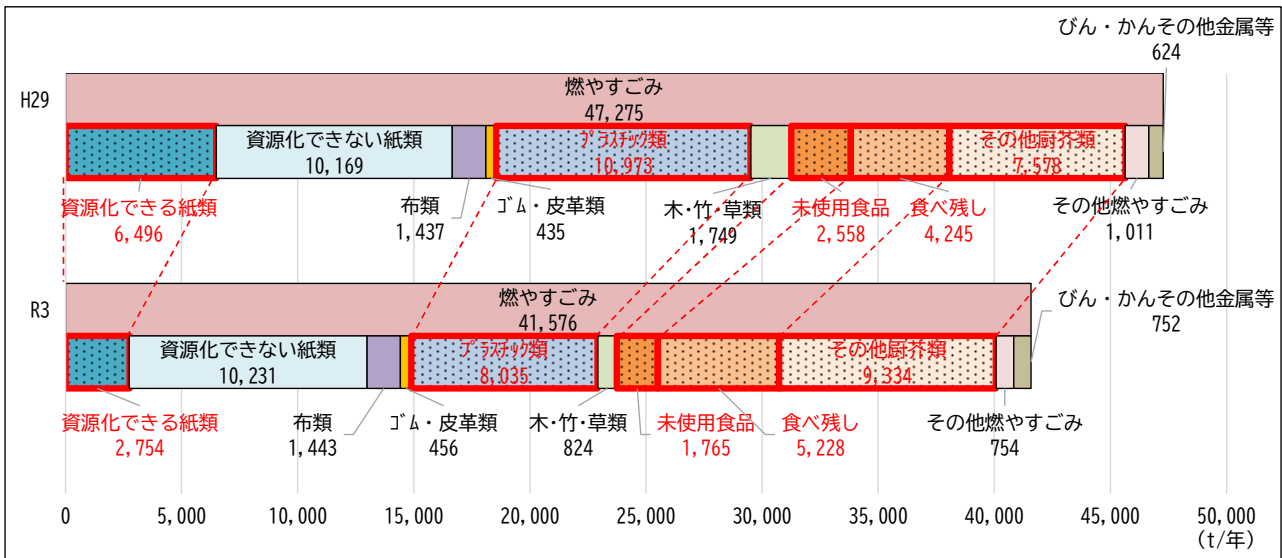 びん・かんその他金属等
624
H29
燃やすごみ
47,275
資源化できない紙類
10,169
プラスチック類
10,973
その他厨芥類
7,578
資源化できる紙類
6,496
布類
1,437
ゴム・皮革類
435
木・竹・草類
1,749
未使用食品
2,558
食べ残し
4,245
その他燃やすごみ
1,011
R3
燃やすごみ
41,576
びん・かんその他金属等
752
資源化できない紙類
10,231
プラスチック類
8,035
その他厨芥類
9,334
資源化できる紙類
2,754
布類
1,443
ゴム・皮革類
456
木・竹・草類
824
未使用食品
1,765
食べ残し
5,228
その他燃やすごみ
754
0 5,000 10,000 15,000 20,000 25,000 30,000 35,000 40,000 45,000 50,000
(t/年)